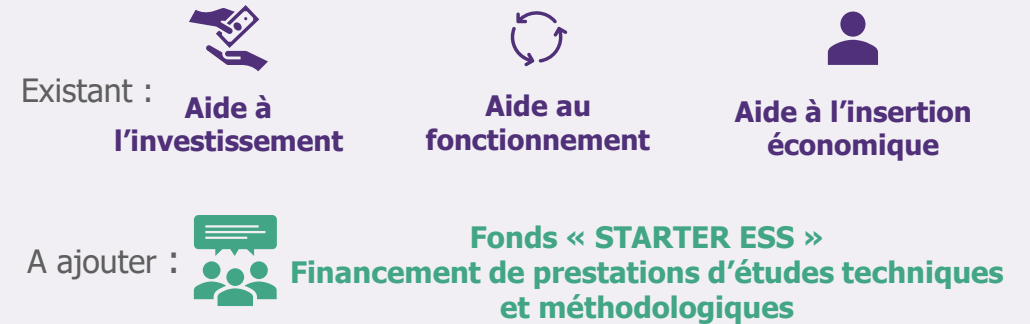 Existant :
Aide à
l’investissement
Aide au
fonctionnement
Aide à l’insertion
économique
A ajouter :
Fonds « STARTER ESS »
Financement de prestations d’études techniques
et méthodologiques